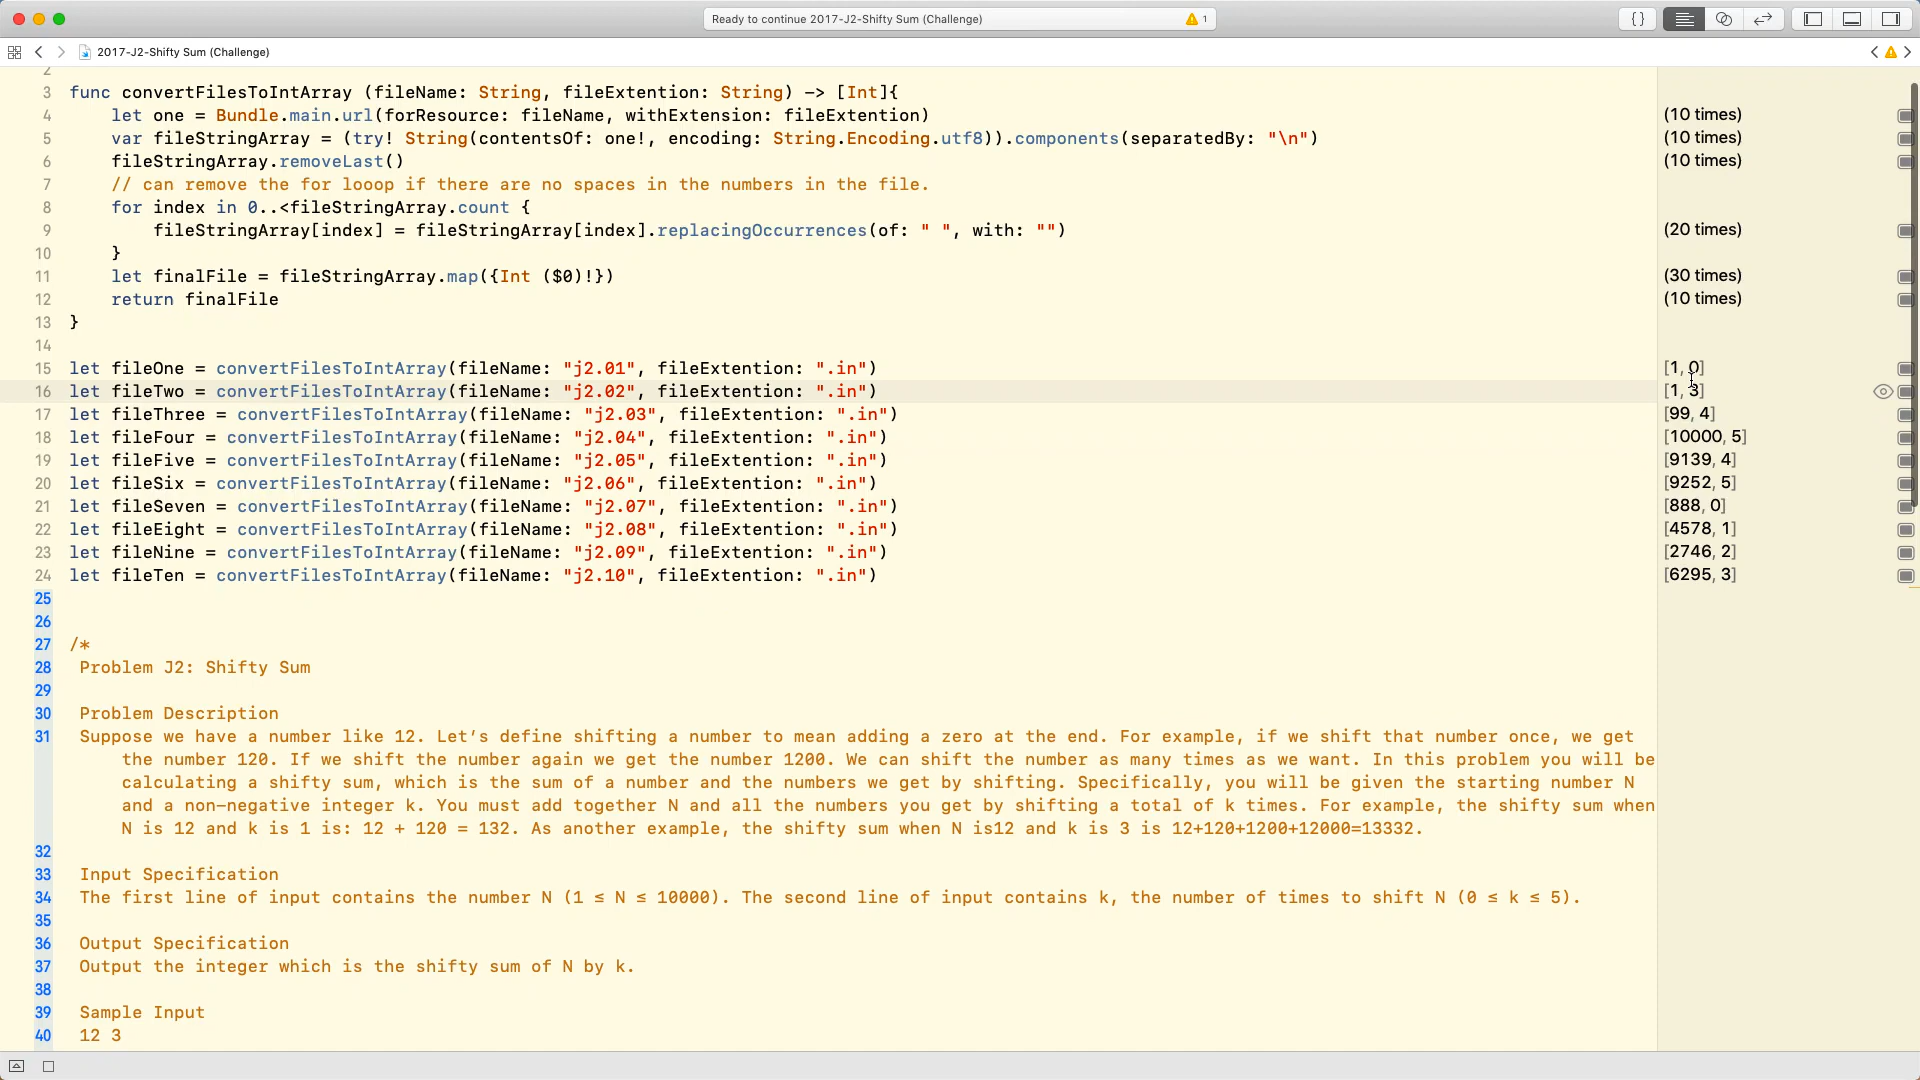 Ready to continue 2017-J2-Shifty Sum (Challenge) 1
{}
2017-J2-Shifty Sum (Challenge)
2
3 func convertFilesToIntArray (fileName: String, fileExtention: String) -> [Int]{
4 let one = Bundle.main.url(forResource: fileName, withExtension: fileExtention) (10 times)
5 var fileStringArray = (try! String(contentsOf: one!, encoding: String.Encoding.utf8)).components(separatedBy: "\n") (10 times)
6 fileStringArray.removeLast() (10 times)
7 // can remove the for looop if there are no spaces in the numbers in the file.
8 for index in 0..<fileStringArray.count {
9 fileStringArray[index] = fileStringArray[index].replacingOccurrences(of: " ", with: "") (20 times)
10 }
11 let finalFile = fileStringArray.map({Int ($0)!}) (30 times)
12 return finalFile (10 times)
13 }
14
15 let fileOne = convertFilesToIntArray(fileName: "j2.01", fileExtention: ".in") [1, 0]
16 let fileTwo = convertFilesToIntArray(fileName: "j2.02", fileExtention: ".in") [1, 3]
17 let fileThree = convertFilesToIntArray(fileName: "j2.03", fileExtention: ".in") [99, 4]
18 let fileFour = convertFilesToIntArray(fileName: "j2.04", fileExtention: ".in") [10000, 5]
19 let fileFive = convertFilesToIntArray(fileName: "j2.05", fileExtention: ".in") [9139, 4]
20 let fileSix = convertFilesToIntArray(fileName: "j2.06", fileExtention: ".in") [9252, 5]
21 let fileSeven = convertFilesToIntArray(fileName: "j2.07", fileExtention: ".in") [888, 0]
22 let fileEight = convertFilesToIntArray(fileName: "j2.08", fileExtention: ".in") [4578, 1]
23 let fileNine = convertFilesToIntArray(fileName: "j2.09", fileExtention: ".in") [2746, 2]
24 let fileTen = convertFilesToIntArray(fileName: "j2.10", fileExtention: ".in") [6295, 3]
25
26
27 /*
28 Problem J2: Shifty Sum
29
30 Problem Description
31 Suppose we have a number like 12. Let’s define shifting a number to mean adding a zero at the end. For example, if we shift that number once, we get
the number 120. If we shift the number again we get the number 1200. We can shift the number as many times as we want. In this problem you will be
calculating a shifty sum, which is the sum of a number and the numbers we get by shifting. Specifically, you will be given the starting number N
and a non-negative integer k. You must add together N and all the numbers you get by shifting a total of k times. For example, the shifty sum when
N is 12 and k is 1 is: 12 + 120 = 132. As another example, the shifty sum when N is12 and k is 3 is 12+120+1200+12000=13332.
32
33 Input Specification
34 The first line of input contains the number N (1 ≤ N ≤ 10000). The second line of input contains k, the number of times to shift N (0 ≤ k ≤ 5).
35
36 Output Specification
37 Output the integer which is the shifty sum of N by k.
38
39 Sample Input
40 12 3